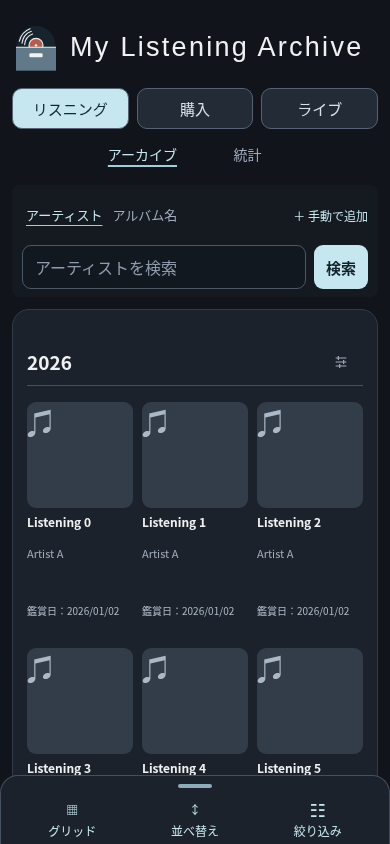 My Listening Archive
リスニング 購入 ライブ
アーカイブ 統計
アーティスト アルバム名 ＋手動で追加
アーティストを検索 検索
2026
Listening 0 Listening 1 Listening 2
Artist A Artist A Artist A
鑑賞日：2026/01/02 鑑賞日：2026/01/02 鑑賞日：2026/01/02
Listening 3 Listening 4 Listening 5
グリッド 並べ替え 絞り込み